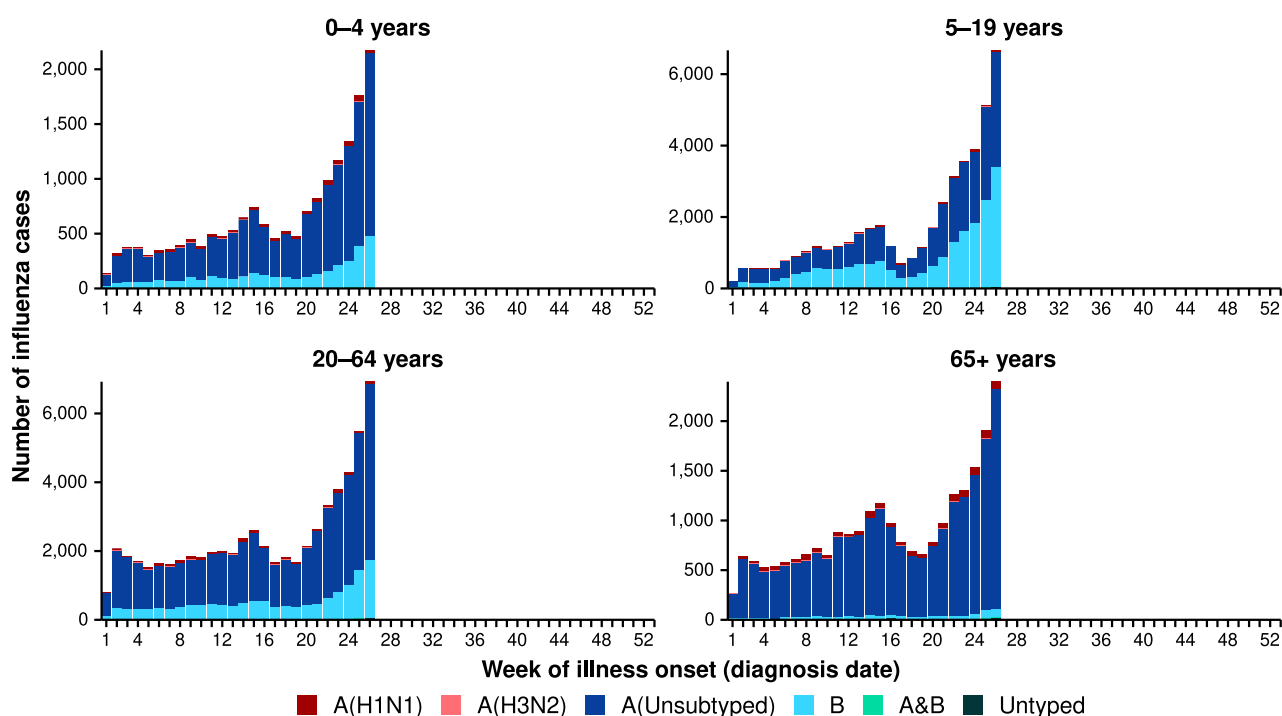 0–4 years
5–19 years
2,000
1,500
1,000
500
0
6,000
4,000
2,000
0
1 4 8 12 16 20 24 28 32 36 40 44 48 52
1 4 8 12 16 20 24 28 32 36 40 44 48 52
Number of influenza cases
20–64 years
65+ years
6,000
4,000
2,000
0
2,000
1,500
1,000
500
0
1 4 8 12 16 20 24 28 32 36 40 44 48 52
1 4 8 12 16 20 24 28 32 36 40 44 48 52
Week of illness onset (diagnosis date)
A(H1N1) A(H3N2) A(Unsubtyped) B A&B Untyped